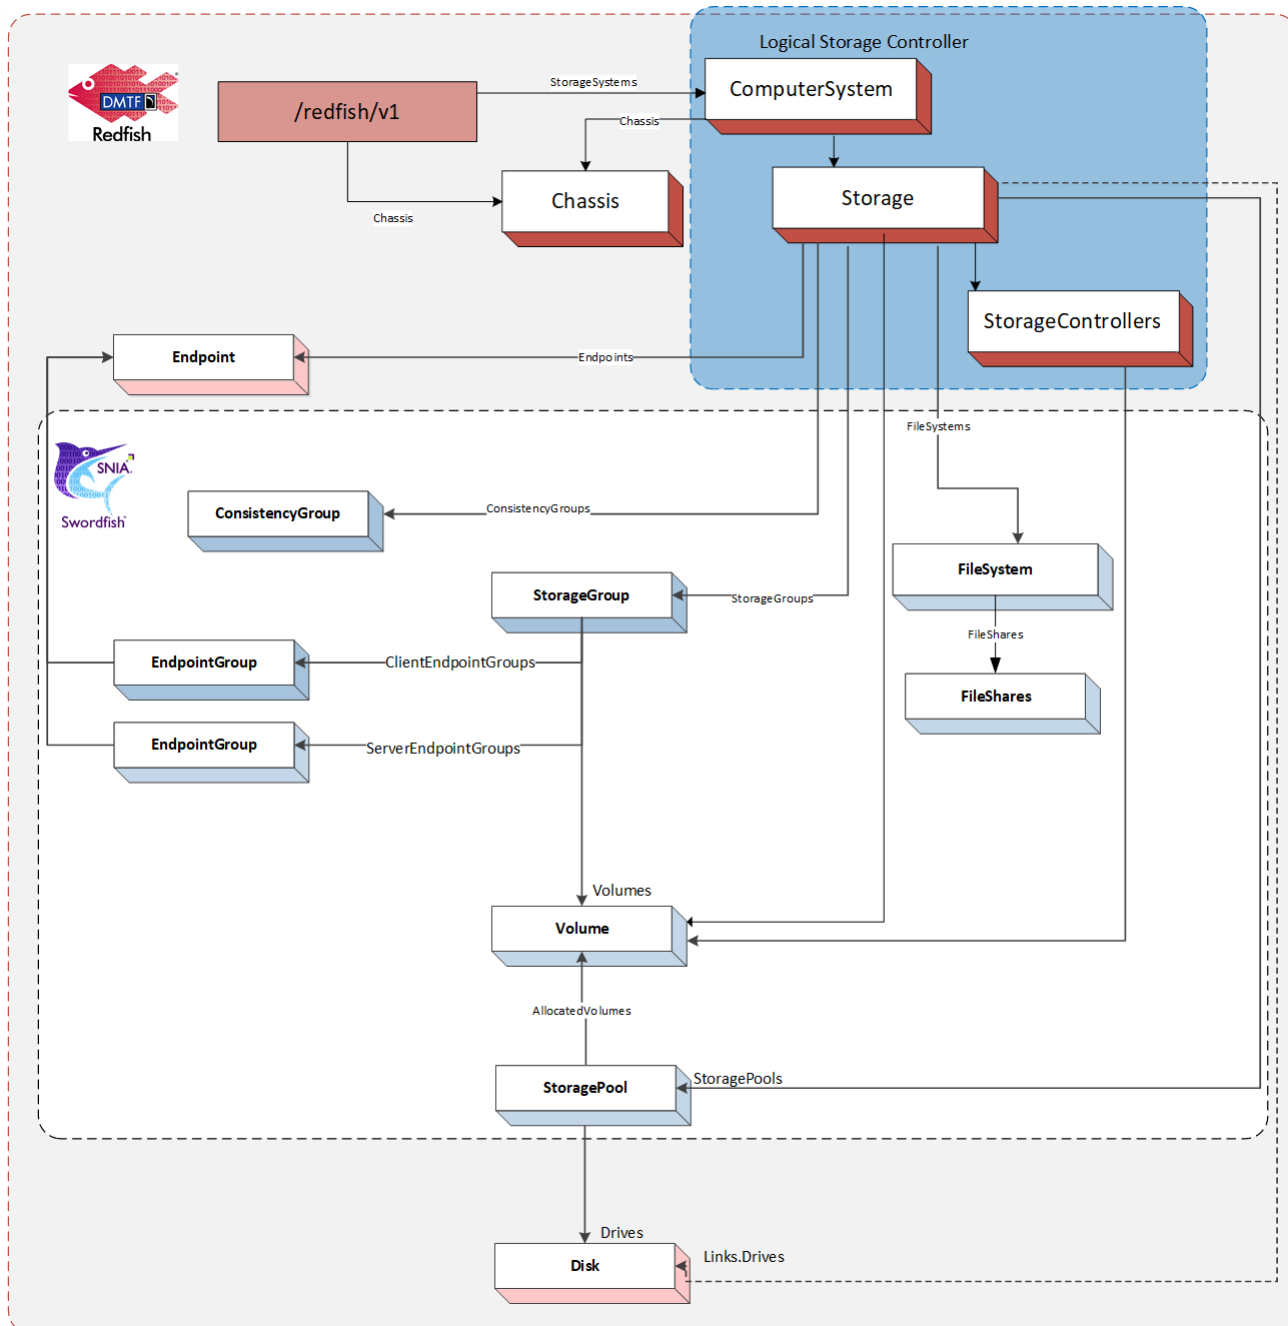 Logical Storage Controller
DMTF
Redfish
/redfish/v1
StorageSystems
ComputerSystem
Chassis
Chassis
Chassis
Storage
StorageControllers
Endpoint
Endpoints
FileSystems
SNIA
Swordfish™
ConsistencyGroup
ConsistencyGroups
FileSystem
StorageGroup
StorageGroups
FileShares
EndpointGroup
ClientEndpointGroups
FileShares
EndpointGroup
ServerEndpointGroups
Volumes
Volume
AllocatedVolumes
StoragePool
StoragePools
Drives
Disk
Links.Drives